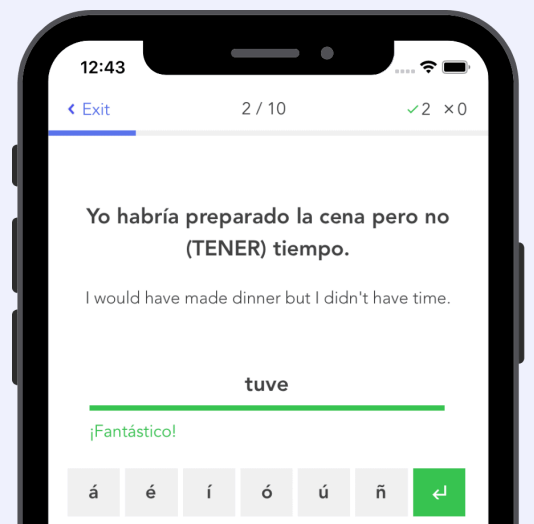 12:43
Exit 2 / 10 2 0
Yo habría preparado la cena pero no
(TENER) tiempo.
I would have made dinner but I didn't have time.
tuve
¡Fantástico!
á é í ó ú ñ